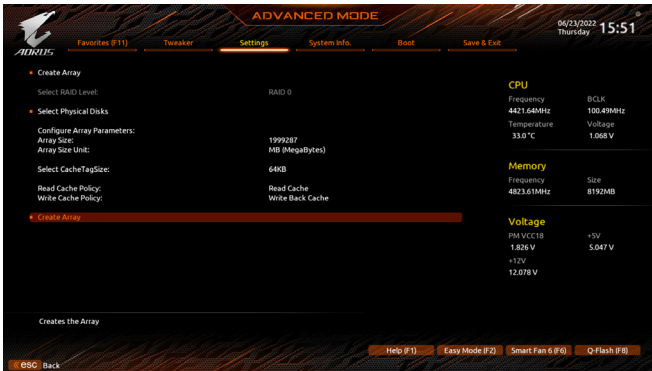 ADVANCED MODE
06/23/2022 Thursday 15:51
AORUS
Favorites (F11) Tweaker Settings System Info. Boot Save & Exit
Create Array
Select RAID Level: RAID 0
Select Physical Disks
Configure Array Parameters:
Array Size: 1999287
Array Size Unit: MB (MegaBytes)
Select CacheTagSize: 64KB
Read Cache Policy: Read Cache
Write Cache Policy: Write Back Cache
Create Array
CPU
Frequency BCLK
4421.64MHz 100.49MHz
Temperature Voltage
33.0 °C 1.068 V
Memory
Frequency Size
4823.61MHz 8192MB
Voltage
PM VCC18 +5V
1.826 V 5.047 V
+12V
12.078 V
Creates the Array
Help (F1) Easy Mode (F2) Smart Fan 6 (F6) Q-Flash (F8)
esc Back